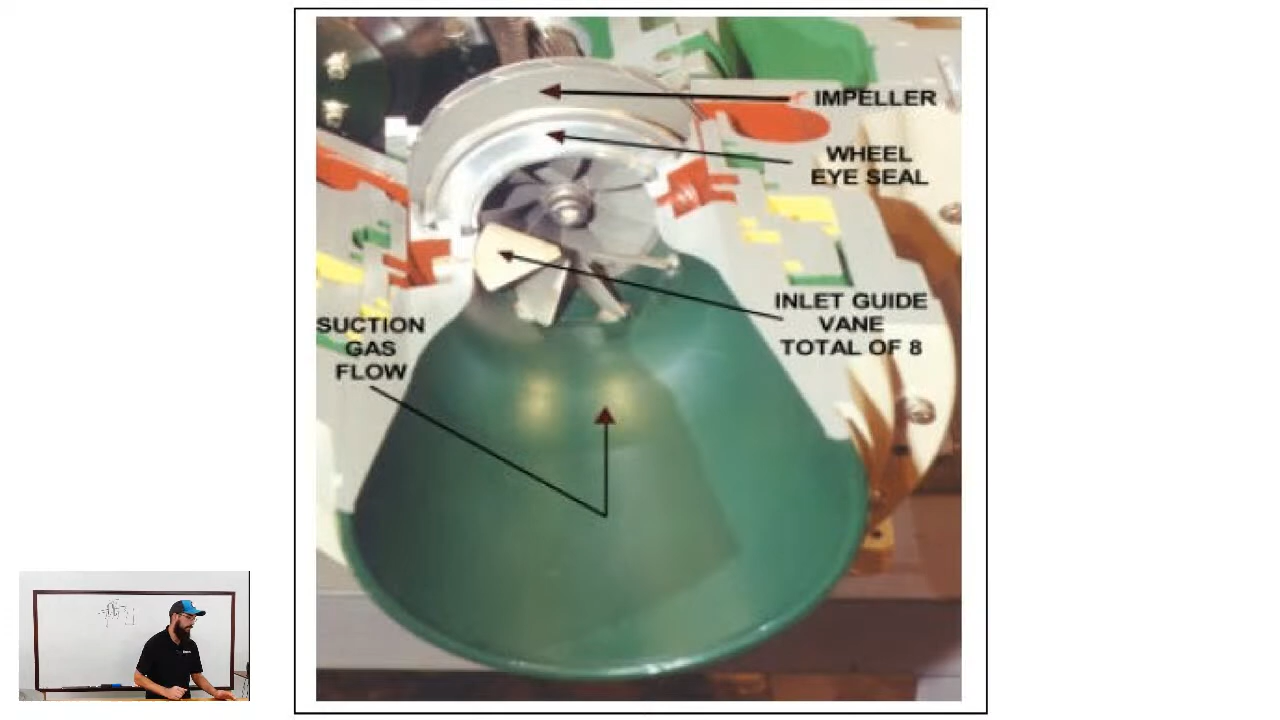 IMPELLER
WHEEL
EYE SEAL
INLET GUIDE
VANE
TOTAL OF 8
SUCTION
GAS
FLOW